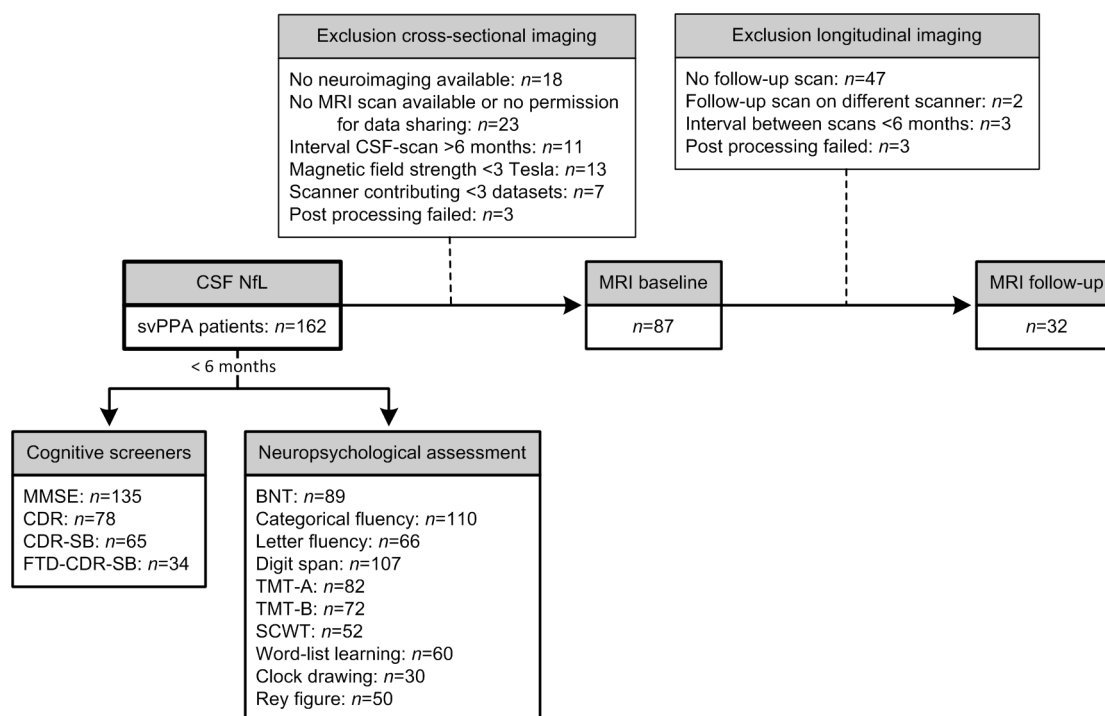 Exclusion cross-sectional imaging
No neuroimaging available: n=18
No MRI scan available or no permission
for data sharing: n=23
Interval CSF-scan >6 months: n=11
Magnetic field strength <3 Tesla: n=13
Scanner contributing <3 datasets: n=7
Post processing failed: n=3
Exclusion longitudinal imaging
No follow-up scan: n=47
Follow-up scan on different scanner: n=2
Interval between scans <6 months: n=3
Post processing failed: n=3
CSF NfL
svPPA patients: n=162
MRI baseline
n=87
MRI follow-up
n=32
< 6 months
Cognitive screeners
MMSE: n=135
CDR: n=78
CDR-SB: n=65
FTD-CDR-SB: n=34
Neuropsychological assessment
BNT: n=89
Categorical fluency: n=110
Letter fluency: n=66
Digit span: n=107
TMT-A: n=82
TMT-B: n=72
SCWT: n=52
Word-list learning: n=60
Clock drawing: n=30
Rey figure: n=50